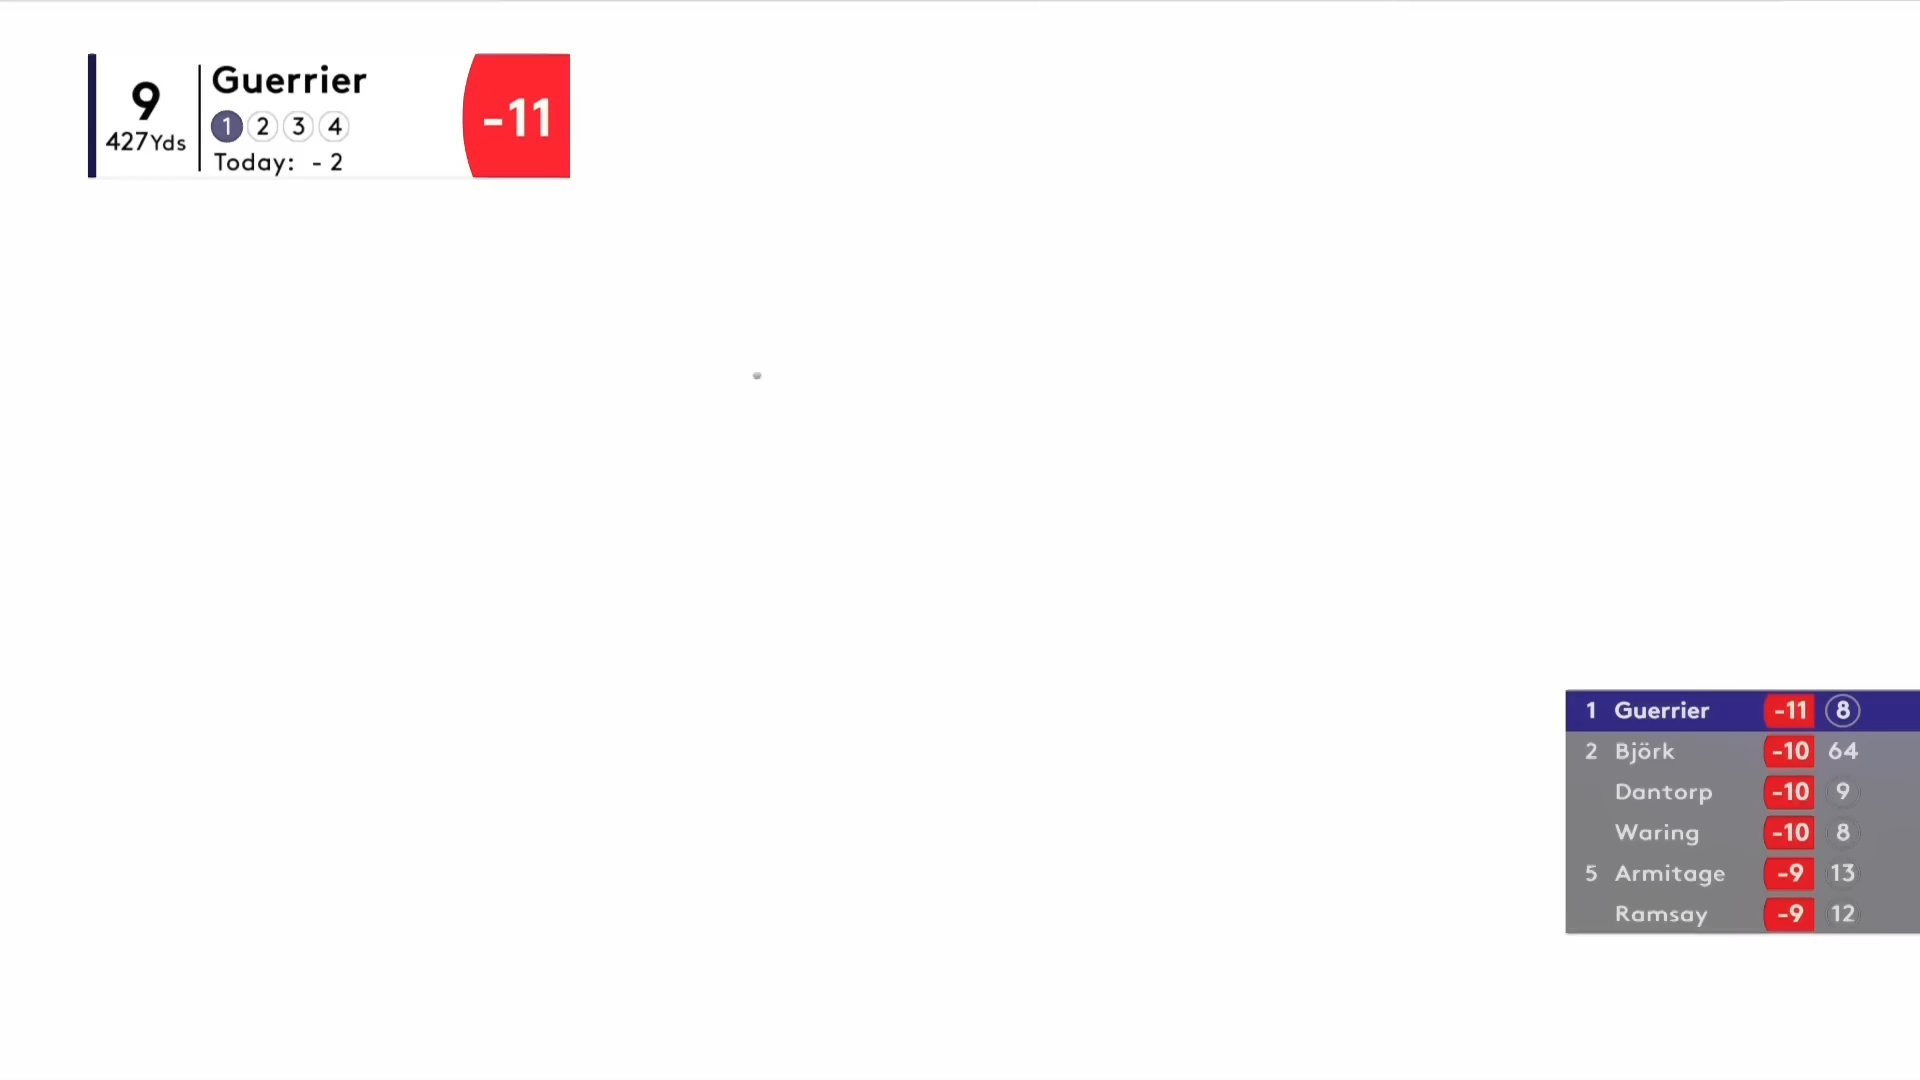 9
427Yds
Guerrier
1 2 3 4
Today: - 2
-11
1 Guerrier -11 8
2 Björk -10 64
Dantorp -10 9
Waring -10 8
5 Armitage -9 13
Ramsay -9 12